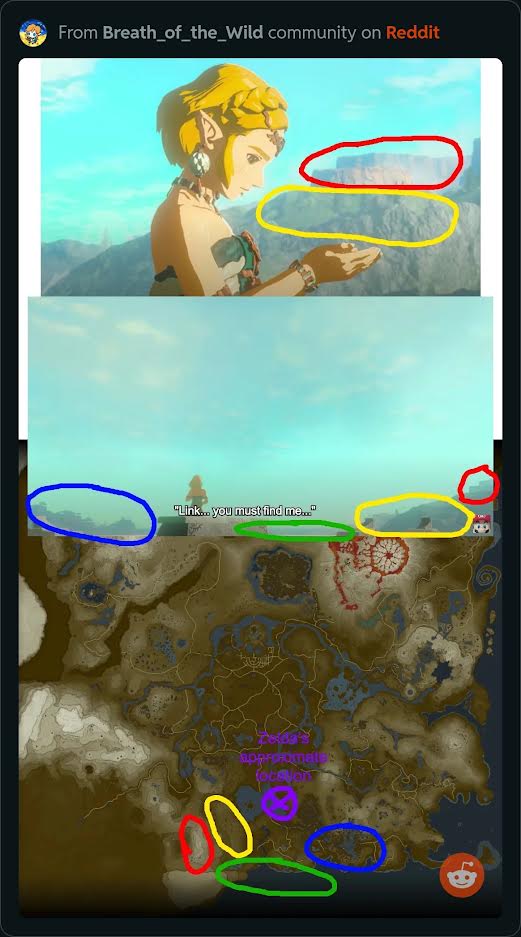 From Breath_of_the_Wild community on Reddit
"Link... you must find me..."
Zelda's
approximate
location